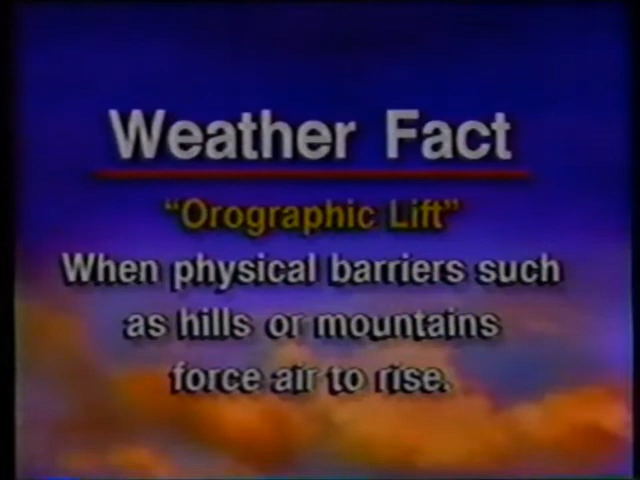 Weather Fact
"Orographic Lift"
When physical barriers such
as hills or mountains
force air to rise.